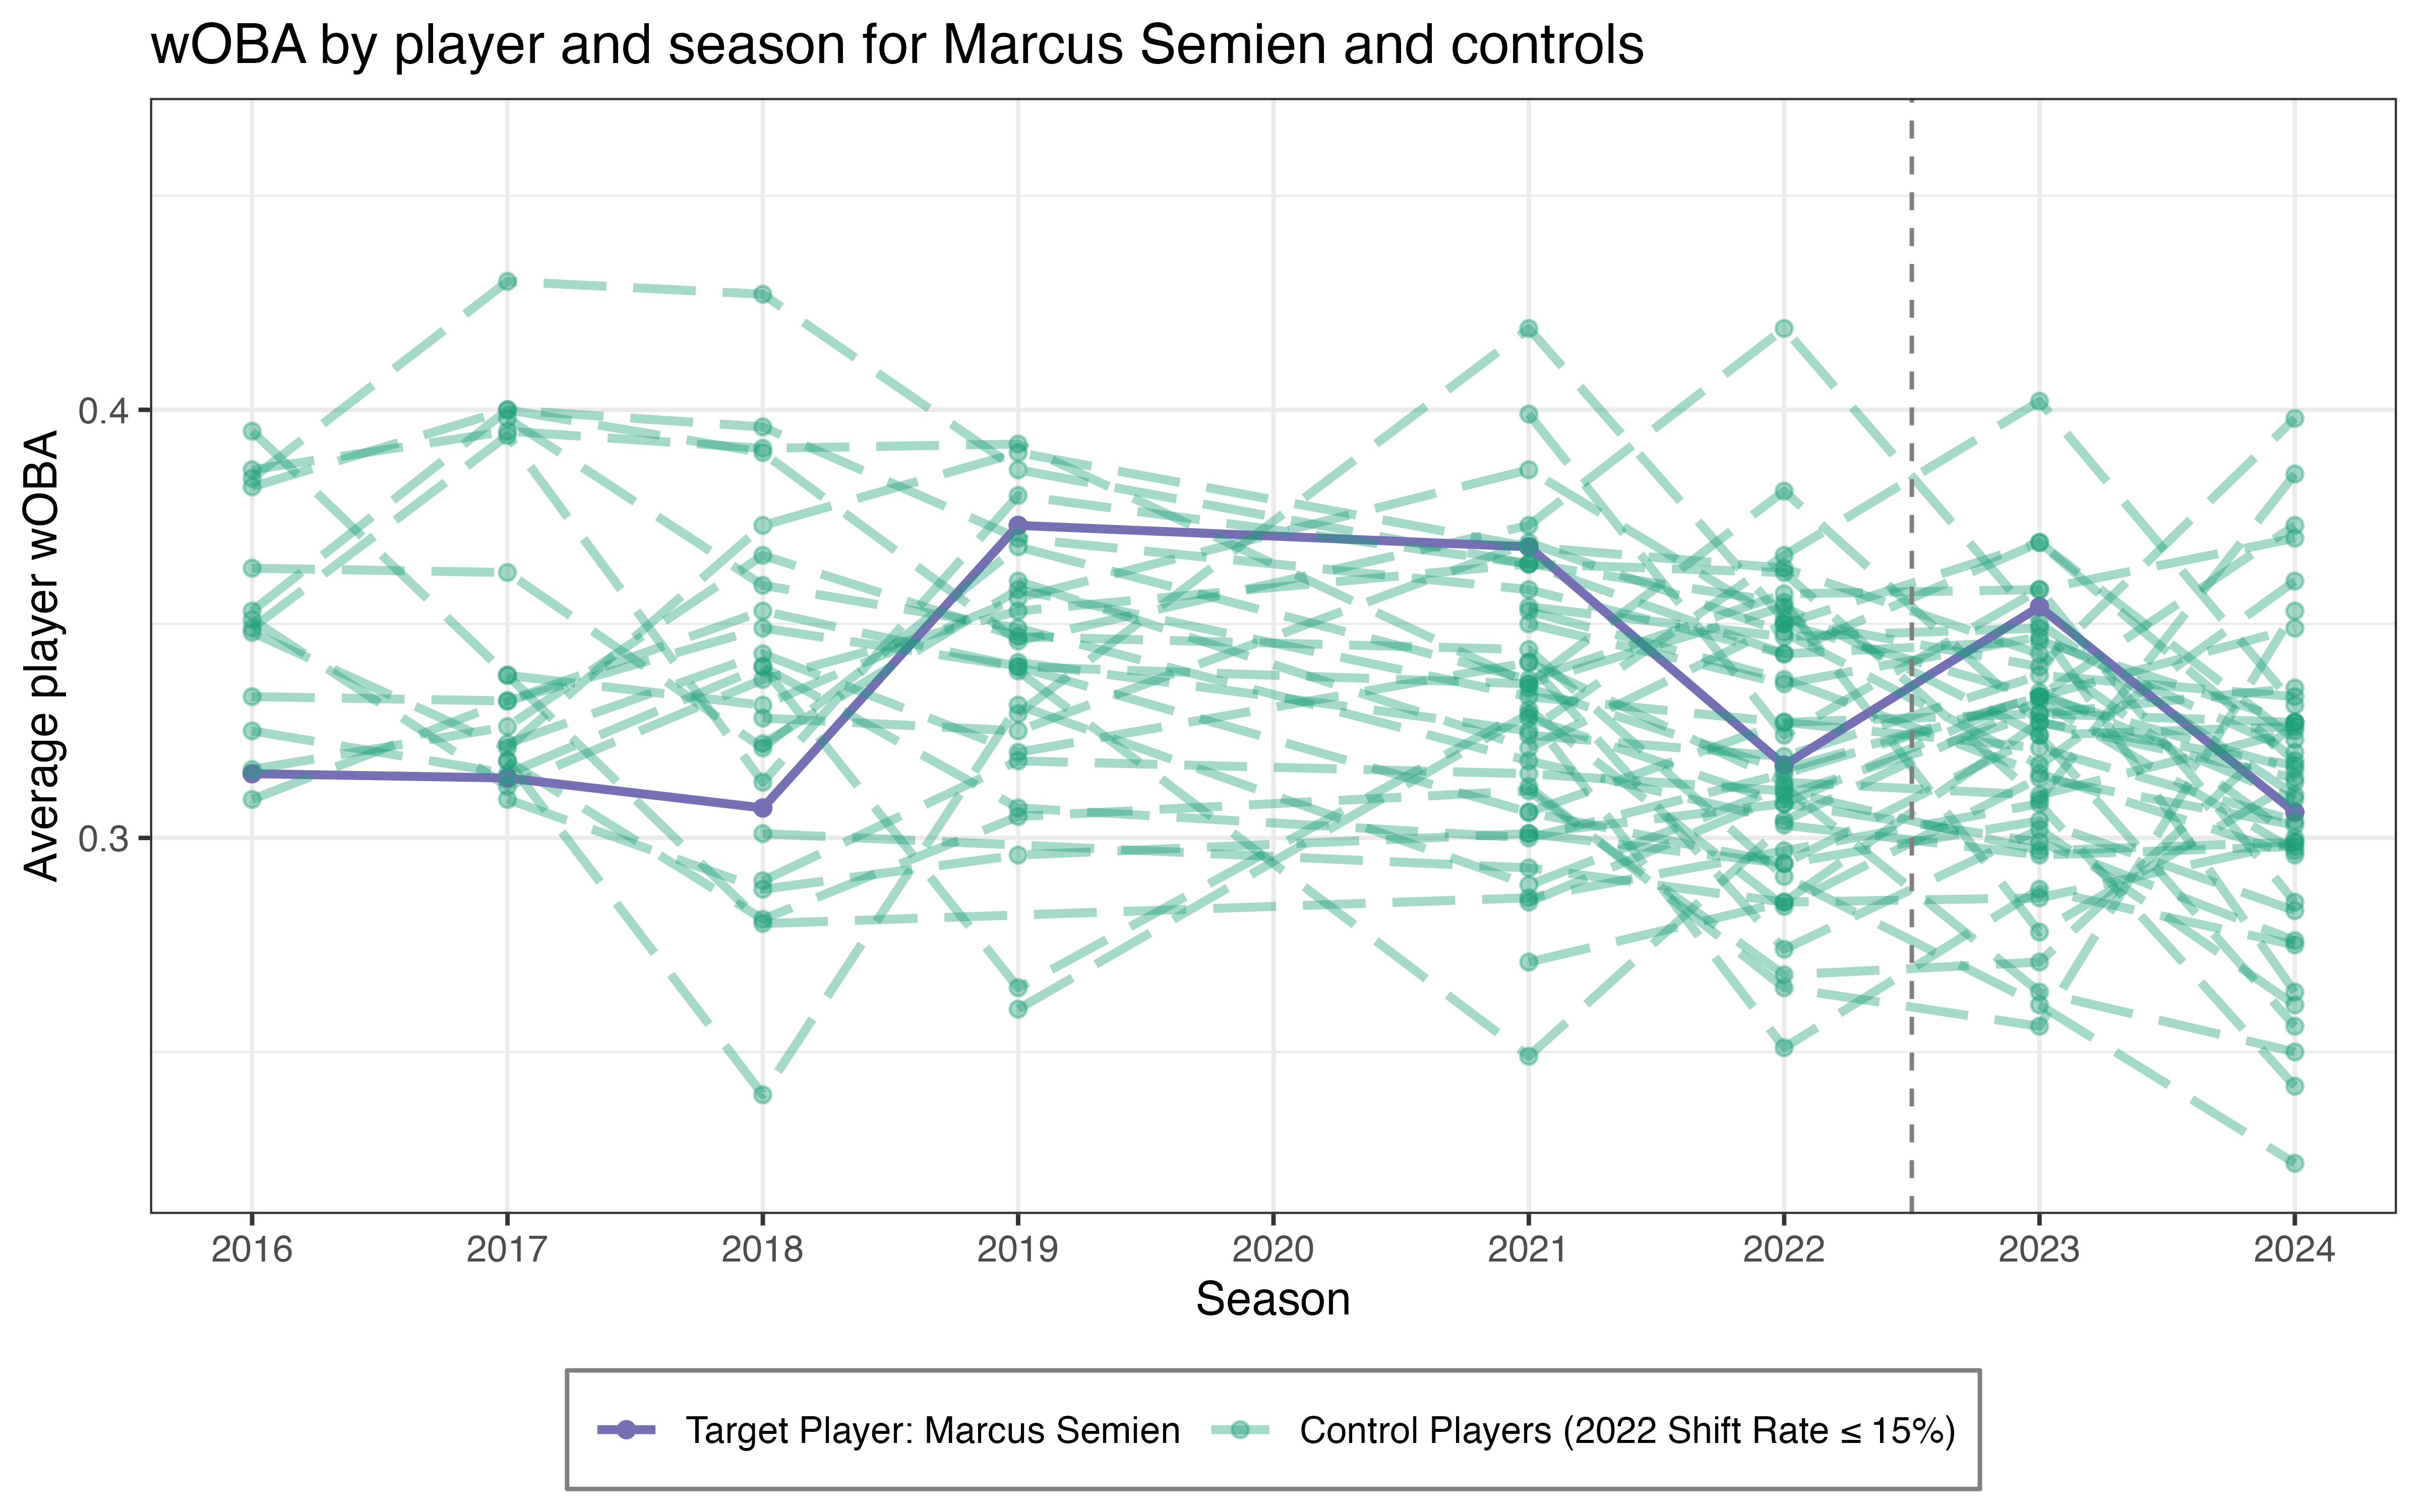 wOBA by player and season for Marcus Semien and controls
Average player wOBA
0.4
0.3
2016 2017 2018 2019 2020 2021 2022 2023 2024
Season
Target Player: Marcus Semien Control Players (2022 Shift Rate ≤ 15%)